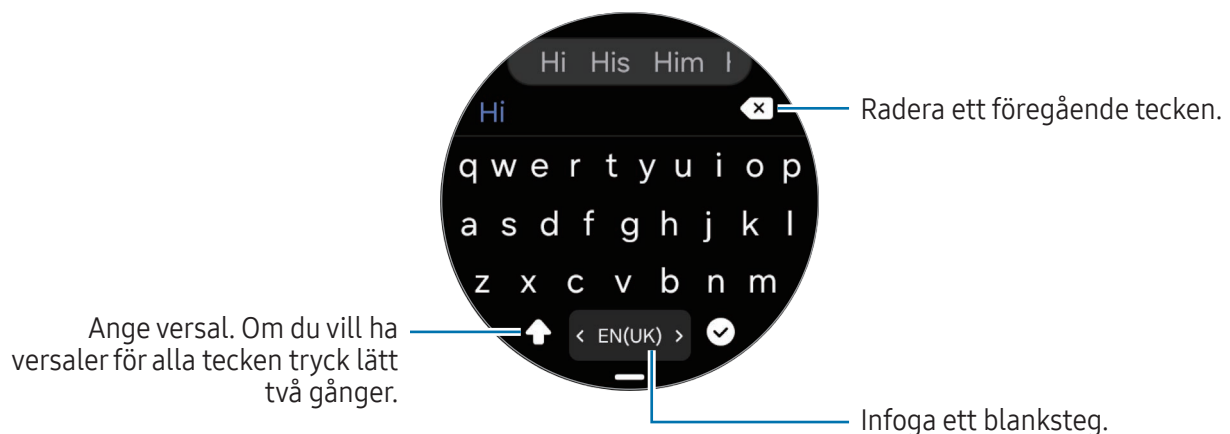 Hi His Him
Hi
Radera ett föregående tecken.
q w e r t y u i o p
a s d f g h j k l
z x c v b n m
Ange versal. Om du vill ha
versaler för alla tecken tryck lätt
två gånger.
< EN(UK) >
Infoga ett blanksteg.